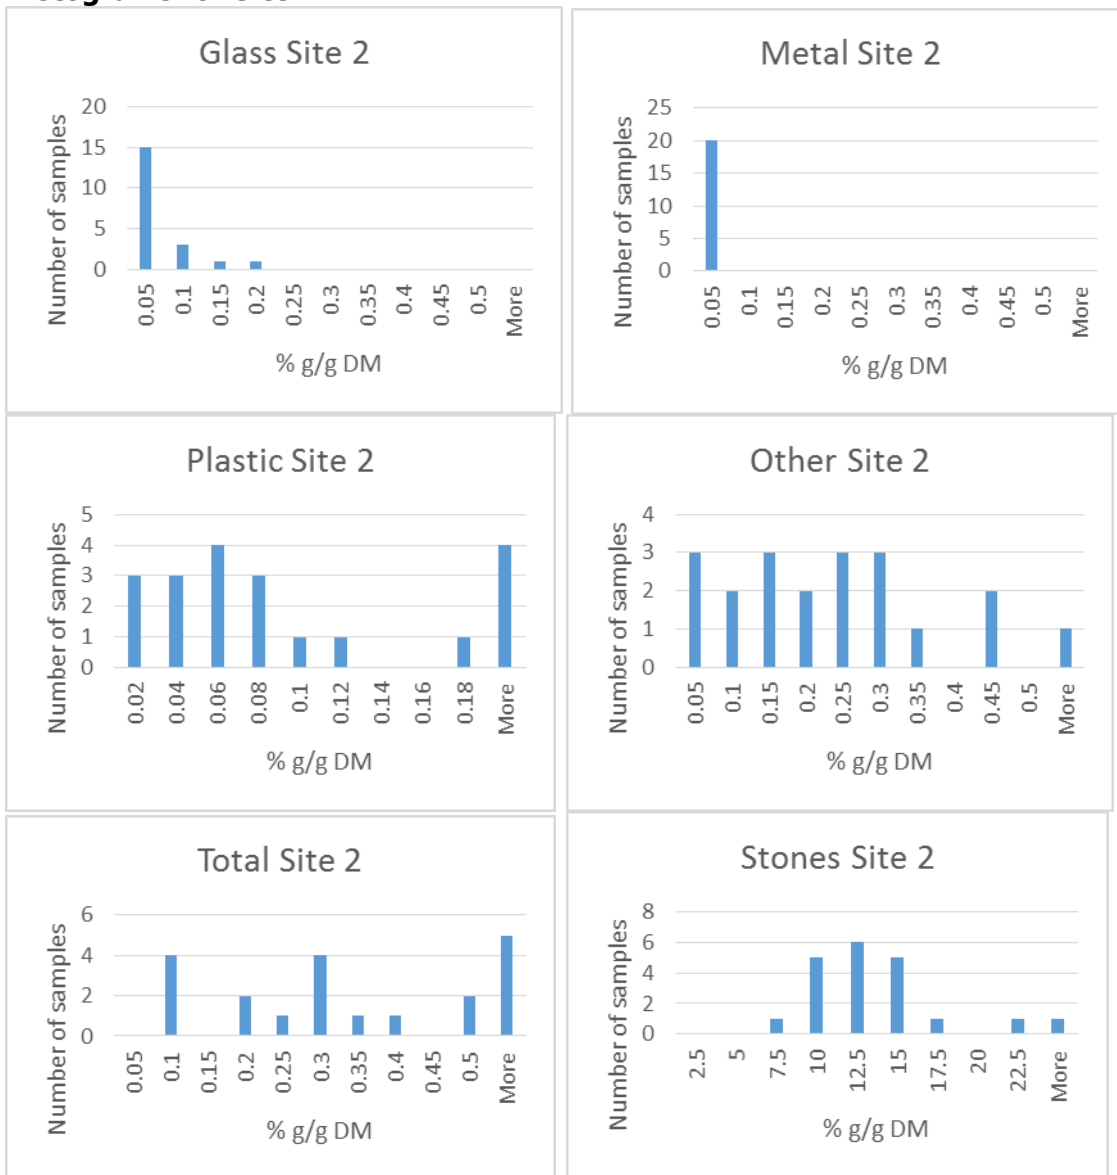 Glass Site 2
Number of samples
20
15
10
5
0
0.05 0.1 0.15 0.2 0.25 0.3 0.35 0.4 0.45 0.5 More
% g/g DM
Metal Site 2
Number of samples
25
20
15
10
5
0
0.05 0.1 0.15 0.2 0.25 0.3 0.35 0.4 0.45 0.5 More
% g/g DM
Plastic Site 2
Number of samples
5
4
3
2
1
0
0.02 0.04 0.06 0.08 0.1 0.12 0.14 0.16 0.18 More
% g/g DM
Other Site 2
Number of samples
4
3
2
1
0
0.05 0.1 0.15 0.2 0.25 0.3 0.35 0.4 0.45 0.5 More
% g/g DM
Total Site 2
Number of samples
6
4
2
0
0.05 0.1 0.15 0.2 0.25 0.3 0.35 0.4 0.45 0.5 More
% g/g DM
Stones Site 2
Number of samples
8
6
4
2
0
2.5 5 7.5 10 12.5 15 17.5 20 22.5 More
% g/g DM